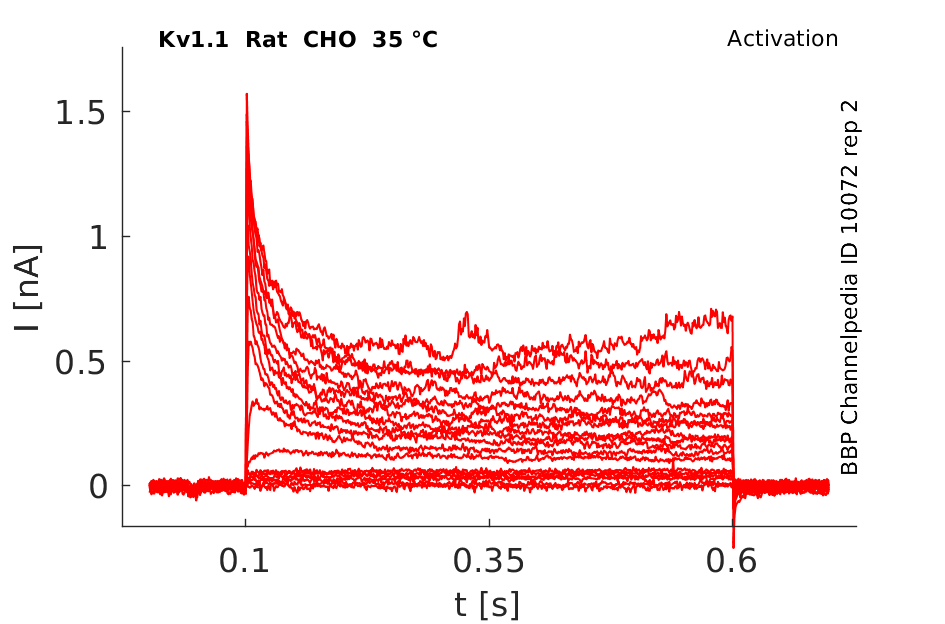 Kv1.1 Rat CHO 35 °C
Activation
1.5
1
0.5
0
I [nA]
0.1
0.35
0.6
t [s]
BBP Channelpedia ID 10072 rep 2